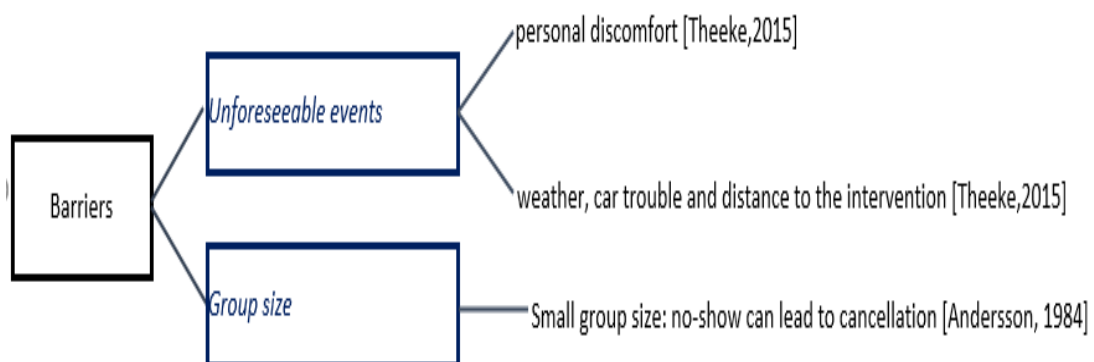 personal discomfort [Theeke,2015]
Unforeseeable events
weather, car trouble and distance to the intervention [Theeke,2015]
Barriers
Group size
Small group size: no-show can lead to cancellation [Andersson, 1984]